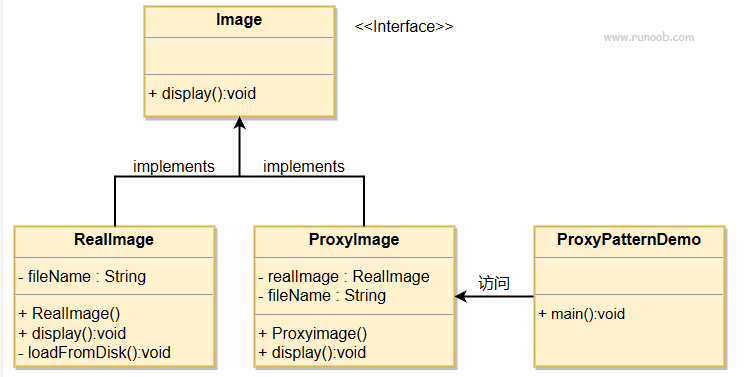 Image
<<Interface>>
www.runoob.com
+ display():void
implements
implements
RealImage
- fileName : String
+ RealImage()
+ display():void
- loadFromDisk():void
ProxyImage
- realImage : RealImage
- fileName : String
+ Proxyimage()
+ display():void
访问
ProxyPatternDemo
+ main():void